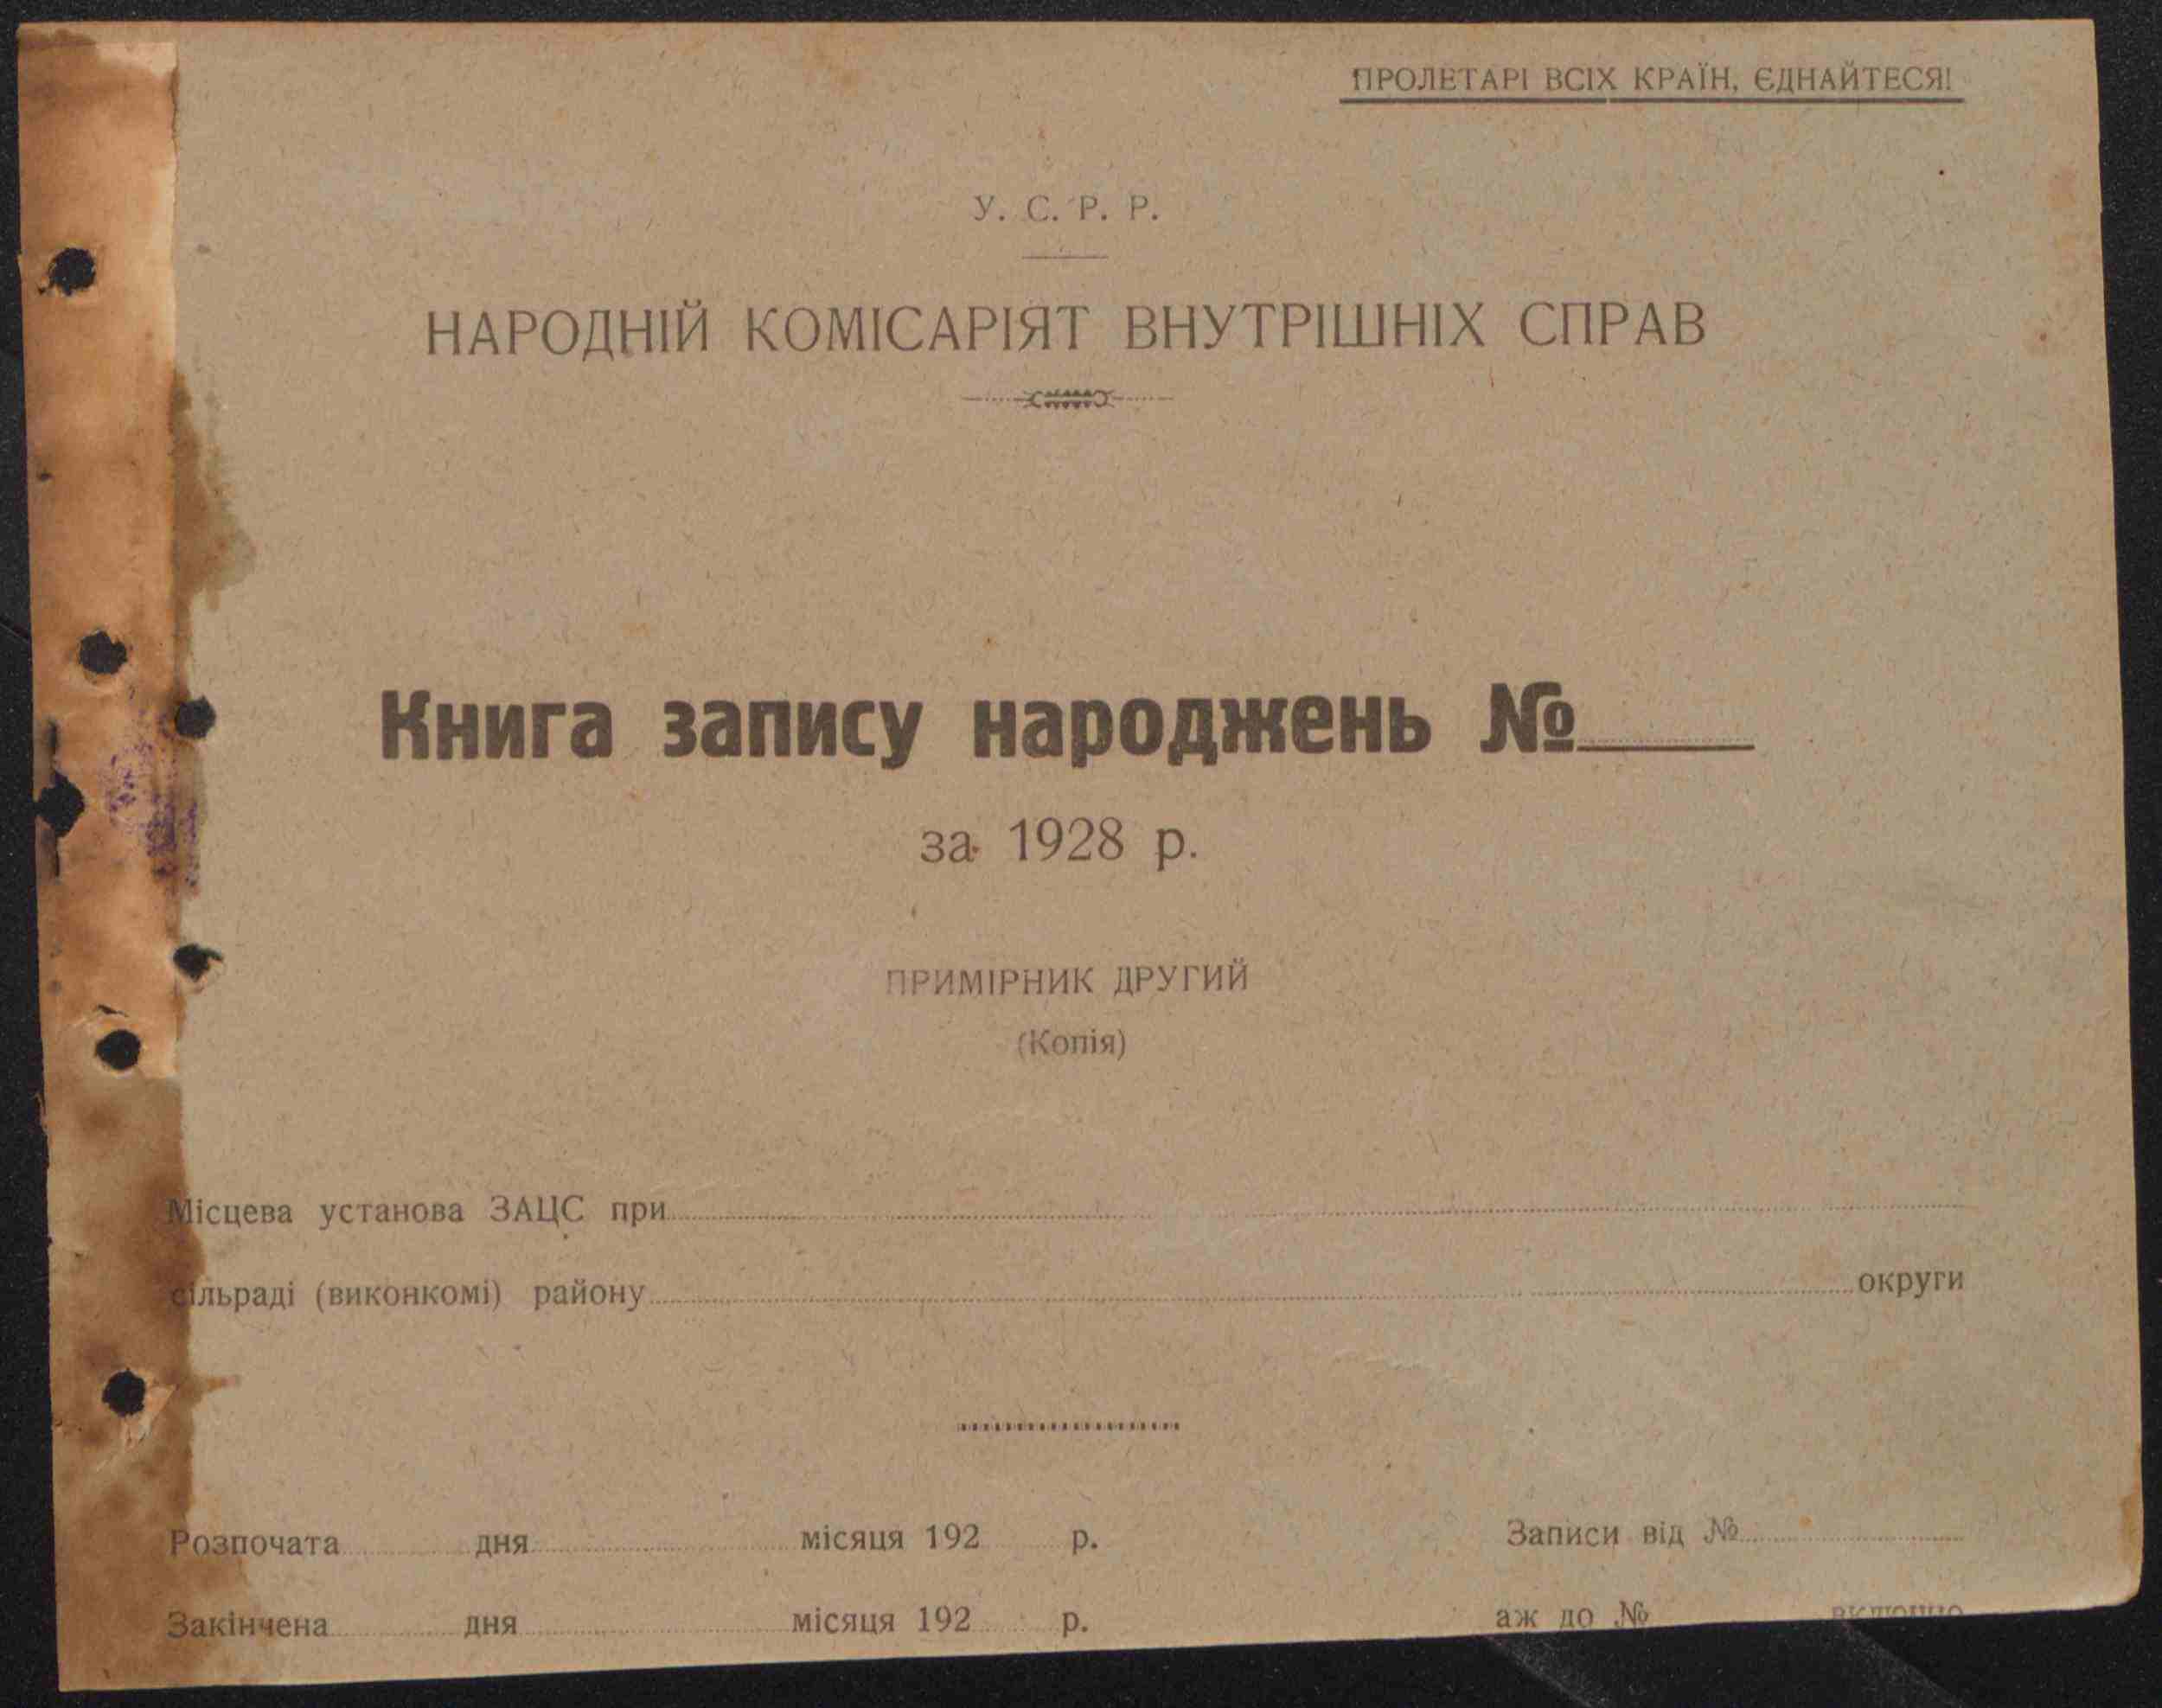 ПРОЛЕТАРІ ВСІХ КРАЇН, ЄДНАЙТЕСЯ!
У. С. Р. Р.
НАРОДНІЙ КОМІСАРІЯТ ВНУТРІШНІХ СПРАВ
Книга запису народжень №
за 1928 р.
ПРИМІРНИК ДРУГИЙ
(Копія)
Місцева установа ЗАЦС при
сільраді (виконкомі) району округи
Розпочата дня місяця 192 р. Записи від №
Закінчена дня місяця 192 р. аж до № включно